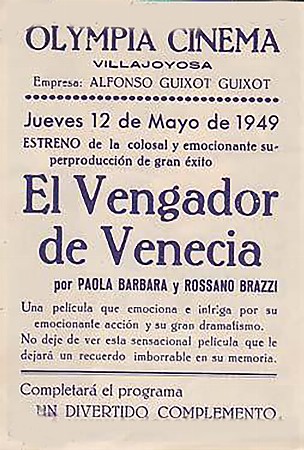 OLYMPIA CINEMA
VILLAJOYOSA
Empresa: ALFONSO GUIXOT GUIXOT
Jueves 12 de Mayo de 1949
ESTRENO de la colosal y emocionante su-
perproducción de gran éxito
El Vengador
de Venecia
por PAOLA BARBARA y ROSSANO BRAZZI
Una película que emociona e intriga por su
emocionante acción y su gran dramatismo.
No deje de ver esta sensacional película que le
dejará un recuerdo imborrable en su memoria.
Completará el programa
UN DIVERTIDO COMPLEMENTO